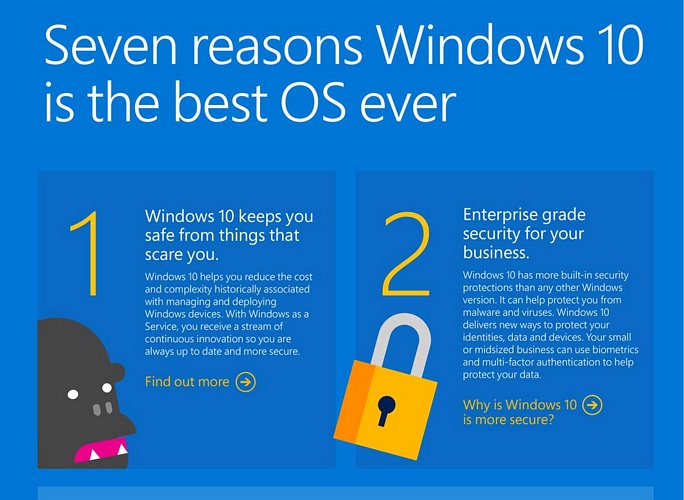 Seven reasons Windows 10
is the best OS ever
1
Windows 10 keeps you
safe from things that
scare you.
Windows 10 helps you reduce the cost
and complexity historically associated
with managing and deploying
Windows devices. With Windows as a
Service, you receive a stream of
continuous innovation so you are
always up to date and more secure.
Find out more
2
Enterprise grade
security for your
business.
Windows 10 has more built-in security
protections than any other Windows
version. It can help protect you from
malware and viruses. Windows 10
delivers new ways to protect your
identities, data and devices. Your small
or midsized business can use biometrics
and multi-factor authentication to help
protect your data.
Why is Windows 10
is more secure?